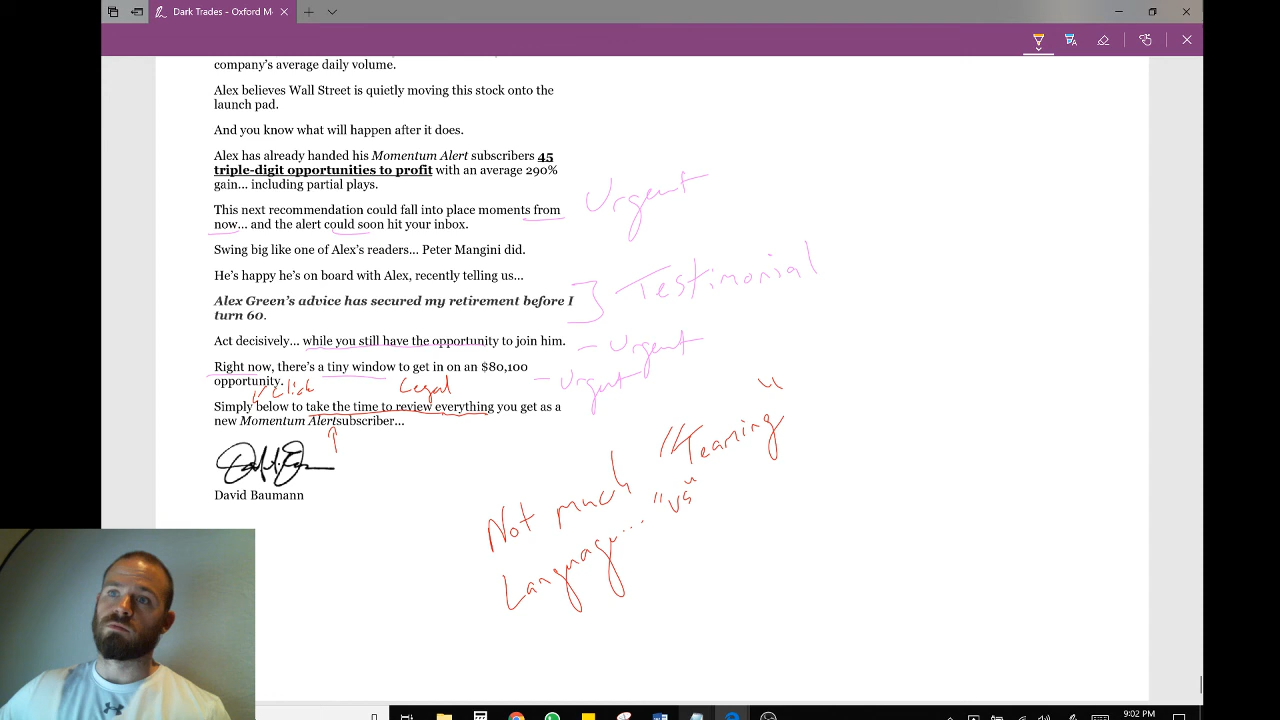 Dark Trades - Oxford M
company's average daily volume.
Alex believes Wall Street is quietly moving this stock onto the
launch pad.
And you know what will happen after it does.
Alex has already handed his Momentum Alert subscribers 45
triple-digit opportunities to profit with an average 290%
gain... including partial plays.
This next recommendation could fall into place moments from
now... and the alert could soon hit your inbox.
Urgent
Swing big like one of Alex's readers... Peter Mangini did.
He's happy he's on board with Alex, recently telling us...
Alex Green's advice has secured my retirement before I
turn 60.
Testimonial
Act decisively... while you still have the opportunity to join him.
- Urgent
Right now, there's a tiny window to get in on an $80,100
opportunity.
- Urgent
Click
Legal
Simply below to take the time to review everything you get as a
new Momentum Alertsubscriber...
David Baumann
Not much "Teaming"
Language... "us"
9:02 PM